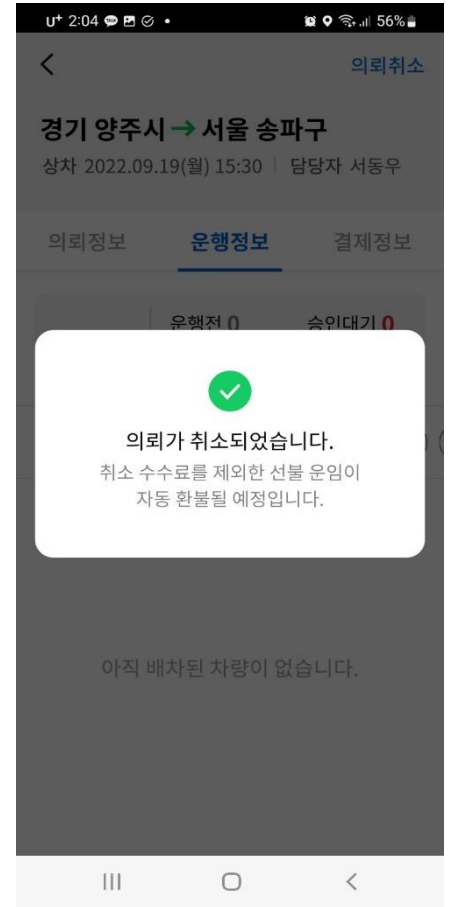 U+ 2:04 56%
의뢰취소
경기 양주시 → 서울 송파구
상차 2022.09.19(월) 15:30 | 담당자 서동우
의뢰정보 운행정보 결제정보
운행전 0 승인대기 0
의뢰가 취소되었습니다.
취소 수수료를 제외한 선불 운임이
자동 환불될 예정입니다.
아직 배차된 차량이 없습니다.